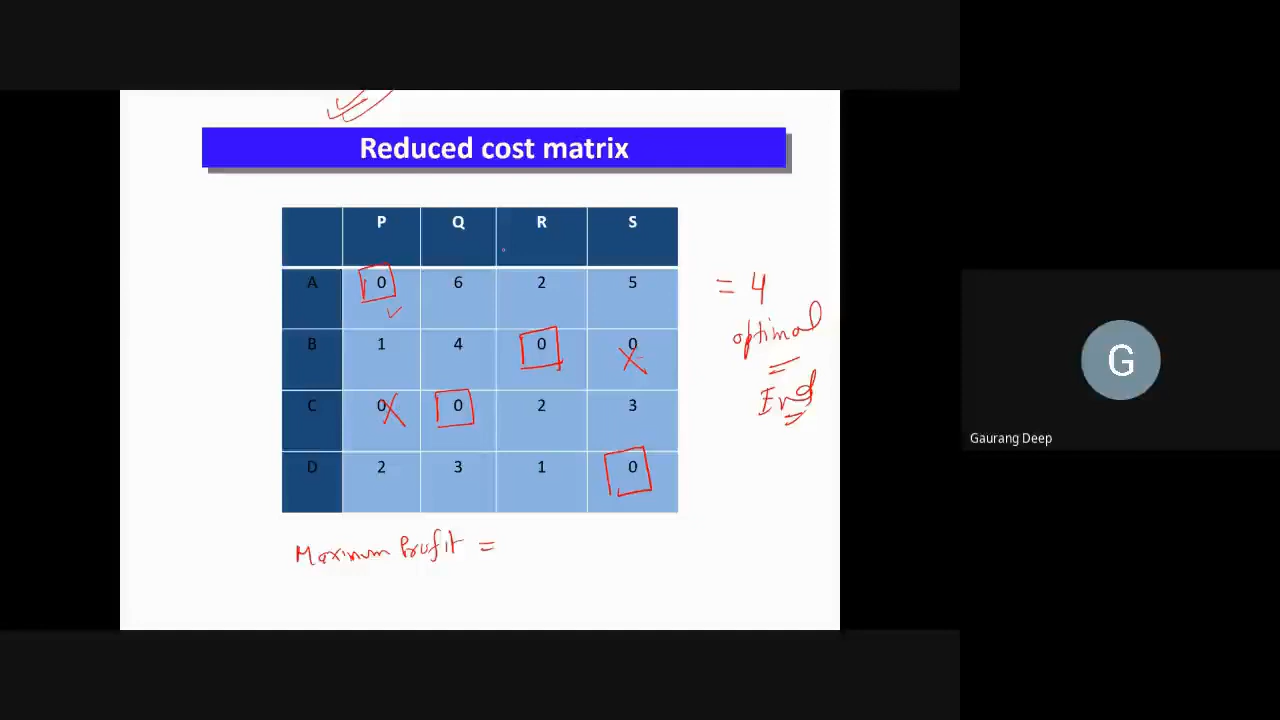 Reduced cost matrix
P Q R S
A 0 6 2 5
= 4
optimal
B 1 4 0 0
End
C 0 0 2 3
D 2 3 1 0
Maximum Profit =
G
Gaurang Deep